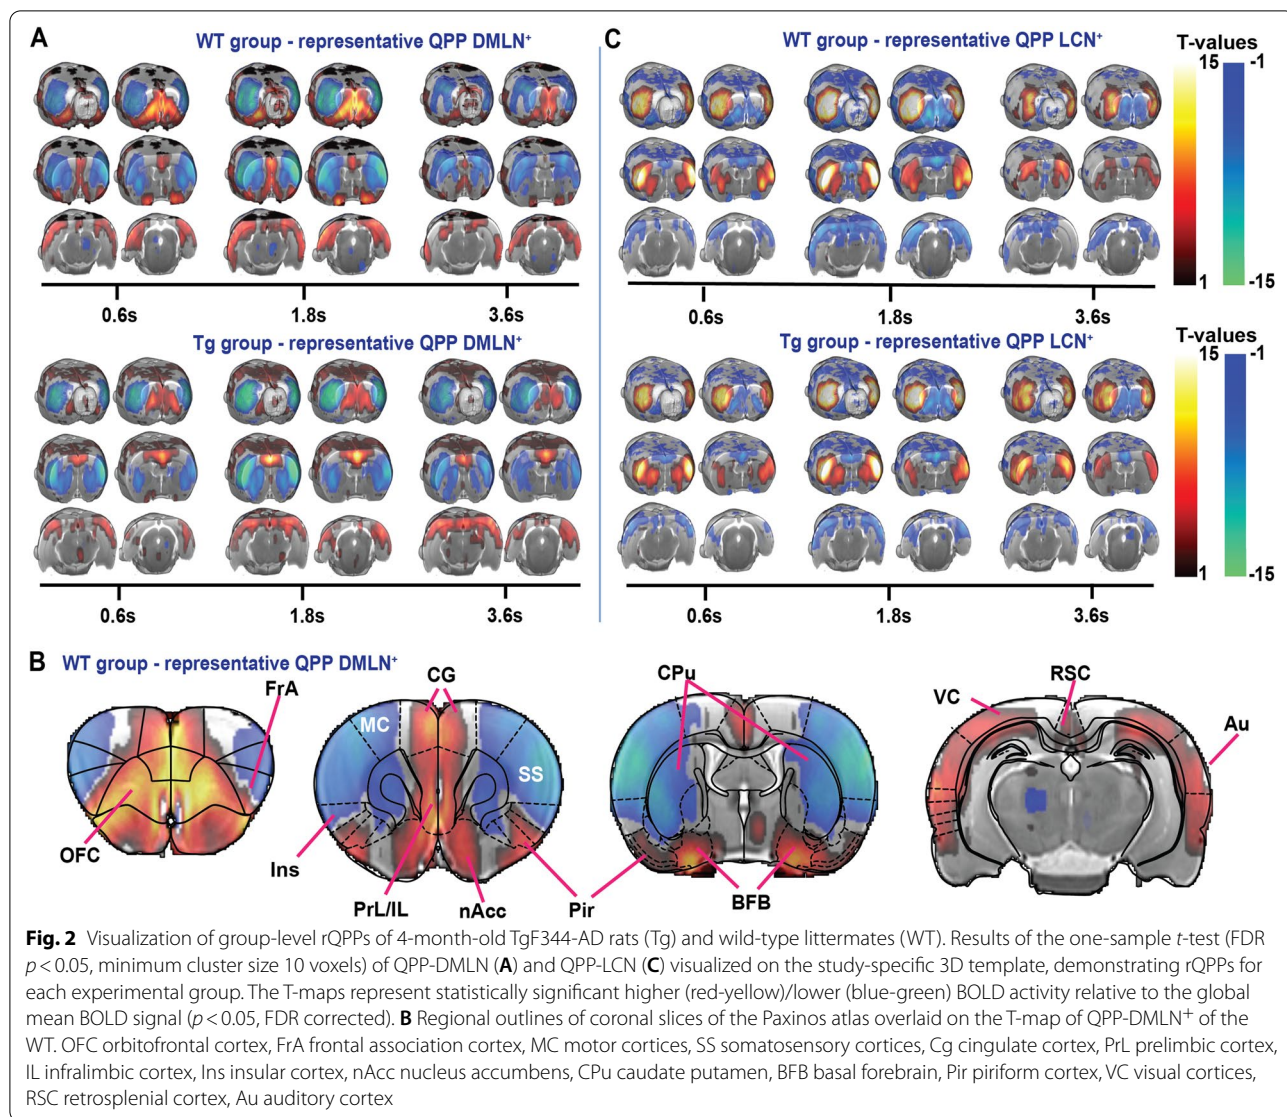 A
WT group - representative QPP DMLN⁺
0.6s
1.8s
3.6s
Tg group - representative QPP DMLN⁺
0.6s
1.8s
3.6s
C
WT group - representative QPP LCN⁺
0.6s
1.8s
3.6s
Tg group - representative QPP LCN⁺
0.6s
1.8s
3.6s
T-values
15
-1
1
-15
T-values
15
-1
1
-15
B WT group - representative QPP DMLN⁺
FrA
OFC
CG
MC
SS
Ins
PrL/IL
nAcc
Pir
CPu
BFB
RSC
VC
Au
Fig. 2 Visualization of group-level rQPPs of 4-month-old TgF344-AD rats (Tg) and wild-type littermates (WT). Results of the one-sample t-test (FDR
p < 0.05, minimum cluster size 10 voxels) of QPP-DMLN (A) and QPP-LCN (C) visualized on the study-specific 3D template, demonstrating rQPPs for
each experimental group. The T-maps represent statistically significant higher (red-yellow)/lower (blue-green) BOLD activity relative to the global
mean BOLD signal (p < 0.05, FDR corrected). B Regional outlines of coronal slices of the Paxinos atlas overlaid on the T-map of QPP-DMLN⁺ of the
WT. OFC orbitofrontal cortex, FrA frontal association cortex, MC motor cortices, SS somatosensory cortices, Cg cingulate cortex, PrL prelimbic cortex,
IL infralimbic cortex, Ins insular cortex, nAcc nucleus accumbens, CPu caudate putamen, BFB basal forebrain, Pir piriform cortex, VC visual cortices,
RSC retrosplenial cortex, Au auditory cortex